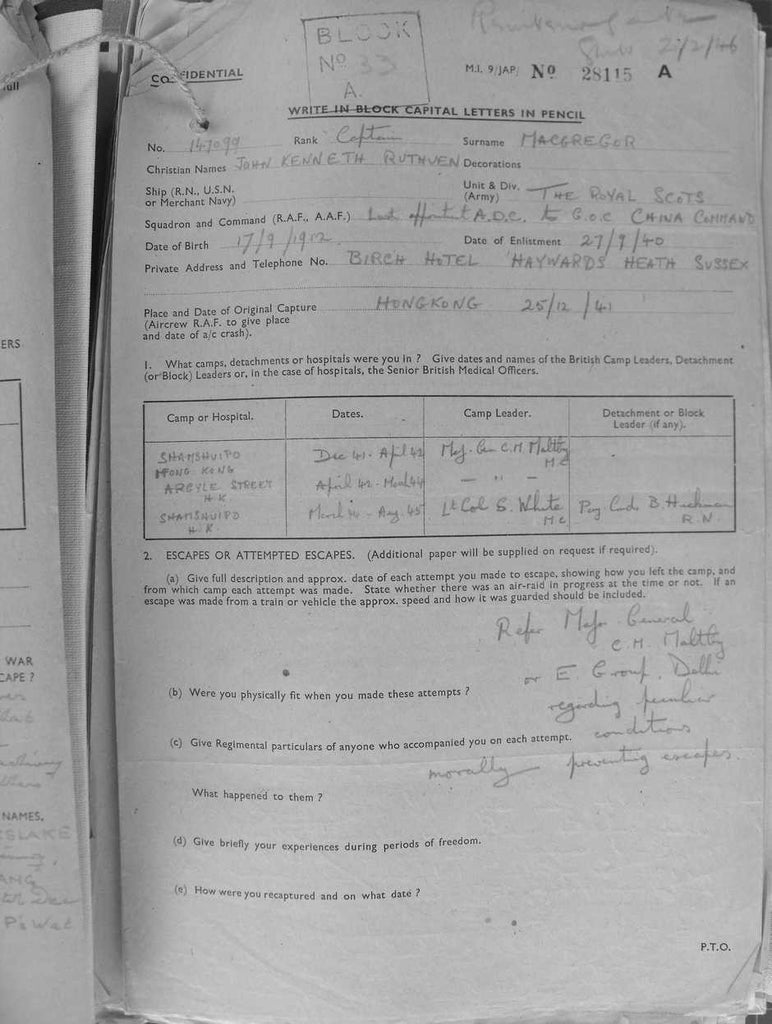 BLOCK
Nº 33
A.
21/2/46
CONFIDENTIAL
M.I. 9/JAP/ Nº 28115 A
WRITE IN BLOCK CAPITAL LETTERS IN PENCIL
No. 147099 Rank Captain Surname MACGREGOR
Christian Names JOHN KENNETH RUTHVEN Decorations
Ship (R.N., U.S.N. or Merchant Navy) Unit & Div. (Army) THE ROYAL SCOTS
Squadron and Command (R.A.F., A.A.F.) Last appointment A.D.C. to G.O.C CHINA COMMAND
Date of Birth 17/9/1912 Date of Enlistment 27/9/40
Private Address and Telephone No. BIRCH HOTEL HAYWARDS HEATH SUSSEX
Place and Date of Original Capture HONGKONG 25/12/41
(Aircrew R.A.F. to give place
and date of a/c crash).
1. What camps, detachments or hospitals were you in ? Give dates and names of the British Camp Leaders, Detachment
(or Block) Leaders or, in the case of hospitals, the Senior British Medical Officers.
Camp or Hospital. Dates. Camp Leader. Detachment or Block Leader (if any).
SHAMSHUIPO Dec 41 - April 42 Maj. Gen C.M. Maltby
HONG KONG M.C
ARGYLE STREET April 42 - March 44 — " —
H.K.
SHAMSHUIPO March 44 - Aug. 45 Lt Col S. White Pay Cmdr B.
H.K. M C R.N.
2. ESCAPES OR ATTEMPTED ESCAPES. (Additional paper will be supplied on request if required).
(a) Give full description and approx. date of each attempt you made to escape, showing how you left the camp, and
from which camp each attempt was made. State whether there was an air-raid in progress at the time or not. If an
escape was made from a train or vehicle the approx. speed and how it was guarded should be included.
Refer Major General
C.M. Maltby
or E Group, Delhi
(b) Were you physically fit when you made these attempts ?
regarding peculiar
(c) Give Regimental particulars of anyone who accompanied you on each attempt.
conditions
morally preventing escapes.
What happened to them ?
(d) Give briefly your experiences during periods of freedom.
(e) How were you recaptured and on what date ?
P.T.O.
ull
ERS
WAR
CAPE ?
NAMES,
ANG